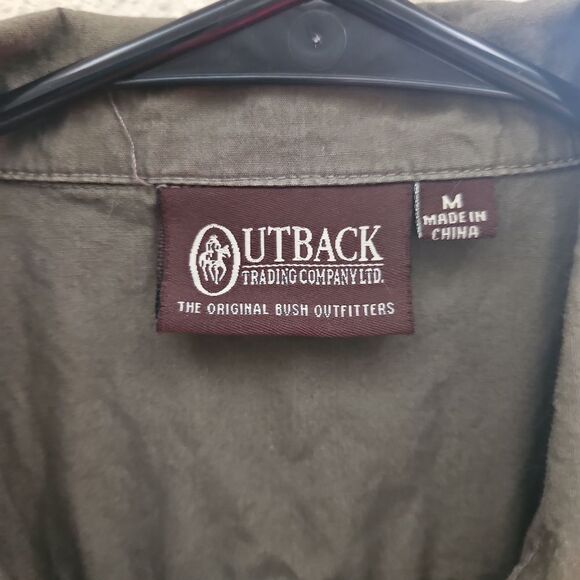 OUTBACK
TRADING COMPANY LTD.
THE ORIGINAL BUSH OUTFITTERS
M
MADE IN
CHINA